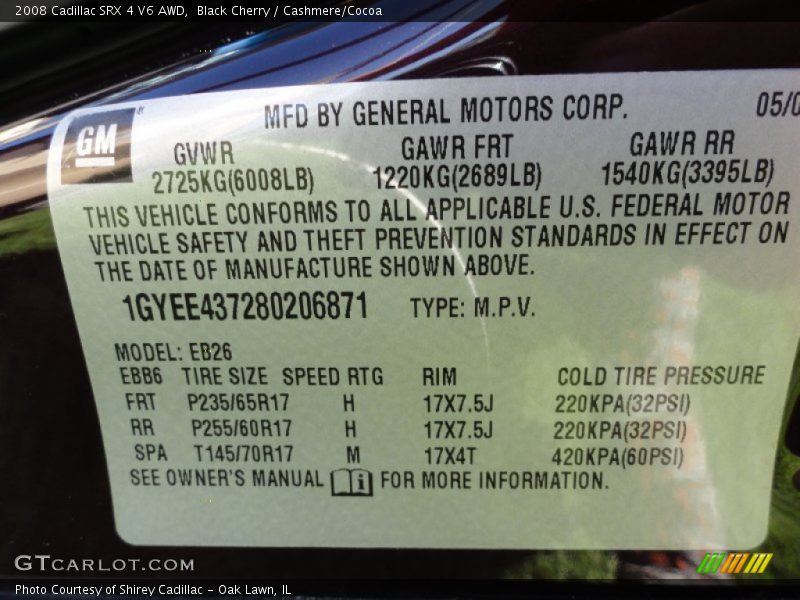 2008 Cadillac SRX 4 V6 AWD, Black Cherry / Cashmere/Cocoa
MFD BY GENERAL MOTORS CORP. 05/0
GM
GVWR GAWR FRT GAWR RR
2725KG(6008LB) 1220KG(2689LB) 1540KG(3395LB)
THIS VEHICLE CONFORMS TO ALL APPLICABLE U.S. FEDERAL MOTOR
VEHICLE SAFETY AND THEFT PREVENTION STANDARDS IN EFFECT ON
THE DATE OF MANUFACTURE SHOWN ABOVE.
1GYEE437280206871 TYPE: M.P.V.
MODEL: EB26
EBB6 TIRE SIZE SPEED RTG RIM COLD TIRE PRESSURE
FRT P235/65R17 H 17X7.5J 220KPA(32PSI)
RR P255/60R17 H 17X7.5J 220KPA(32PSI)
SPA T145/70R17 M 17X4T 420KPA(60PSI)
SEE OWNER'S MANUAL i FOR MORE INFORMATION.
GTcarlot.com
Photo Courtesy of Shirey Cadillac - Oak Lawn, IL